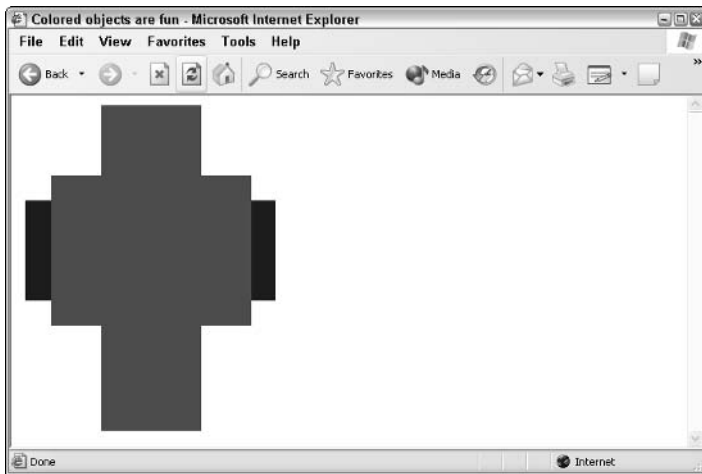 Colored objects are fun - Microsoft Internet Explorer
File Edit View Favorites Tools Help
Back Search Favorites Media »
Done Internet